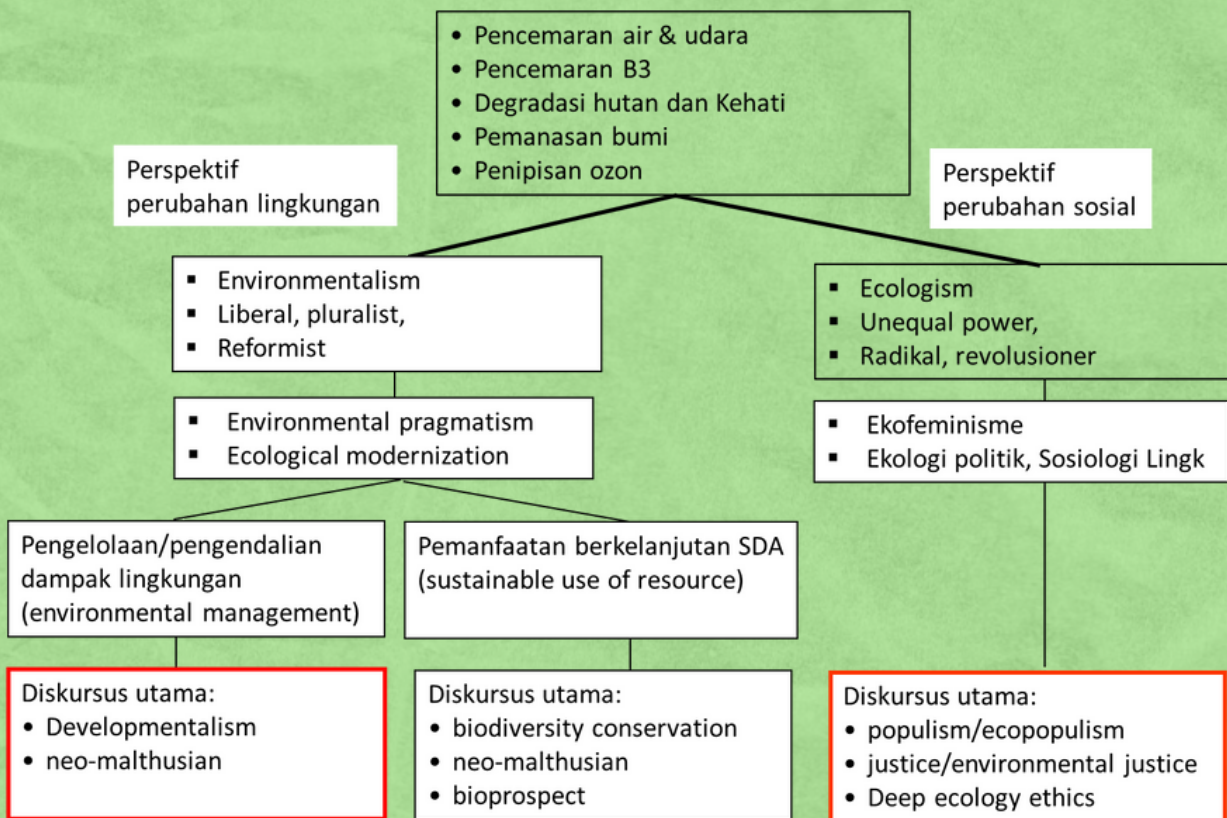 • Pencemaran air & udara
• Pencemaran B3
• Degradasi hutan dan Kehati
• Pemanasan bumi
• Penipisan ozon
Perspektif
perubahan lingkungan
Perspektif
perubahan sosial
▪ Environmentalism
▪ Liberal, pluralist,
▪ Reformist
▪ Ecologism
▪ Unequal power,
▪ Radikal, revolusioner
▪ Environmental pragmatism
▪ Ecological modernization
▪ Ekofeminisme
▪ Ekologi politik, Sosiologi Lingk
Pengelolaan/pengendalian
dampak lingkungan
(environmental management)
Pemanfaatan berkelanjutan SDA
(sustainable use of resource)
Diskursus utama:
• Developmentalism
• neo-malthusian
Diskursus utama:
• biodiversity conservation
• neo-malthusian
• bioprospect
Diskursus utama:
• populism/ecopopulism
• justice/environmental justice
• Deep ecology ethics